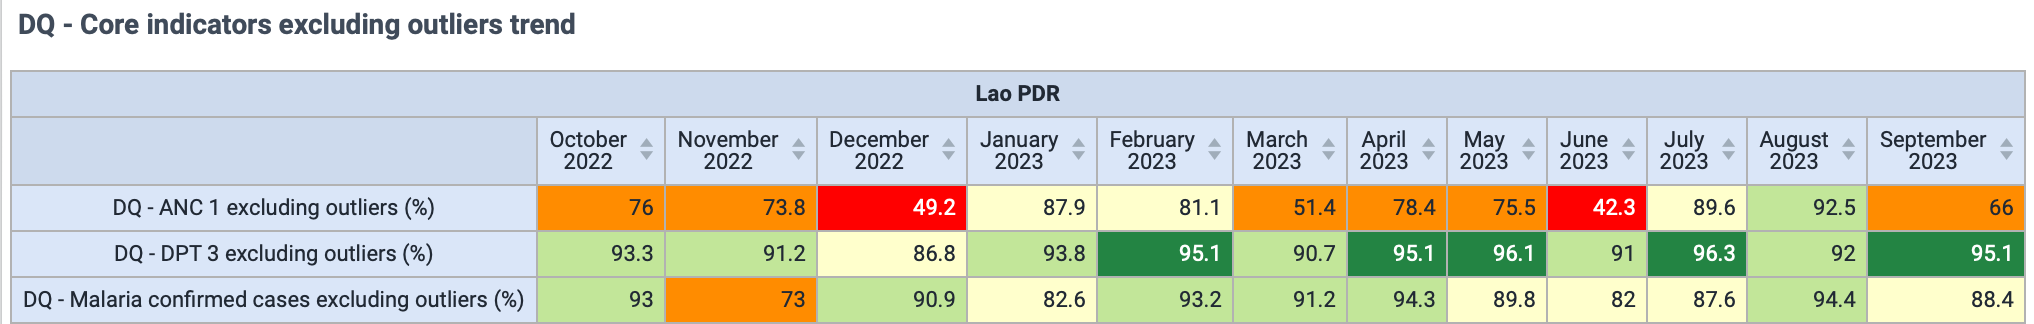 DQ - Core indicators excluding outliers trend
Lao PDR
October 2022 November 2022 December 2022 January 2023 February 2023 March 2023 April 2023 May 2023 June 2023 July 2023 August 2023 September 2023
DQ - ANC 1 excluding outliers (%) 76 73.8 49.2 87.9 81.1 51.4 78.4 75.5 42.3 89.6 92.5 66
DQ - DPT 3 excluding outliers (%) 93.3 91.2 86.8 93.8 95.1 90.7 95.1 96.1 91 96.3 92 95.1
DQ - Malaria confirmed cases excluding outliers (%) 93 73 90.9 82.6 93.2 91.2 94.3 89.8 82 87.6 94.4 88.4